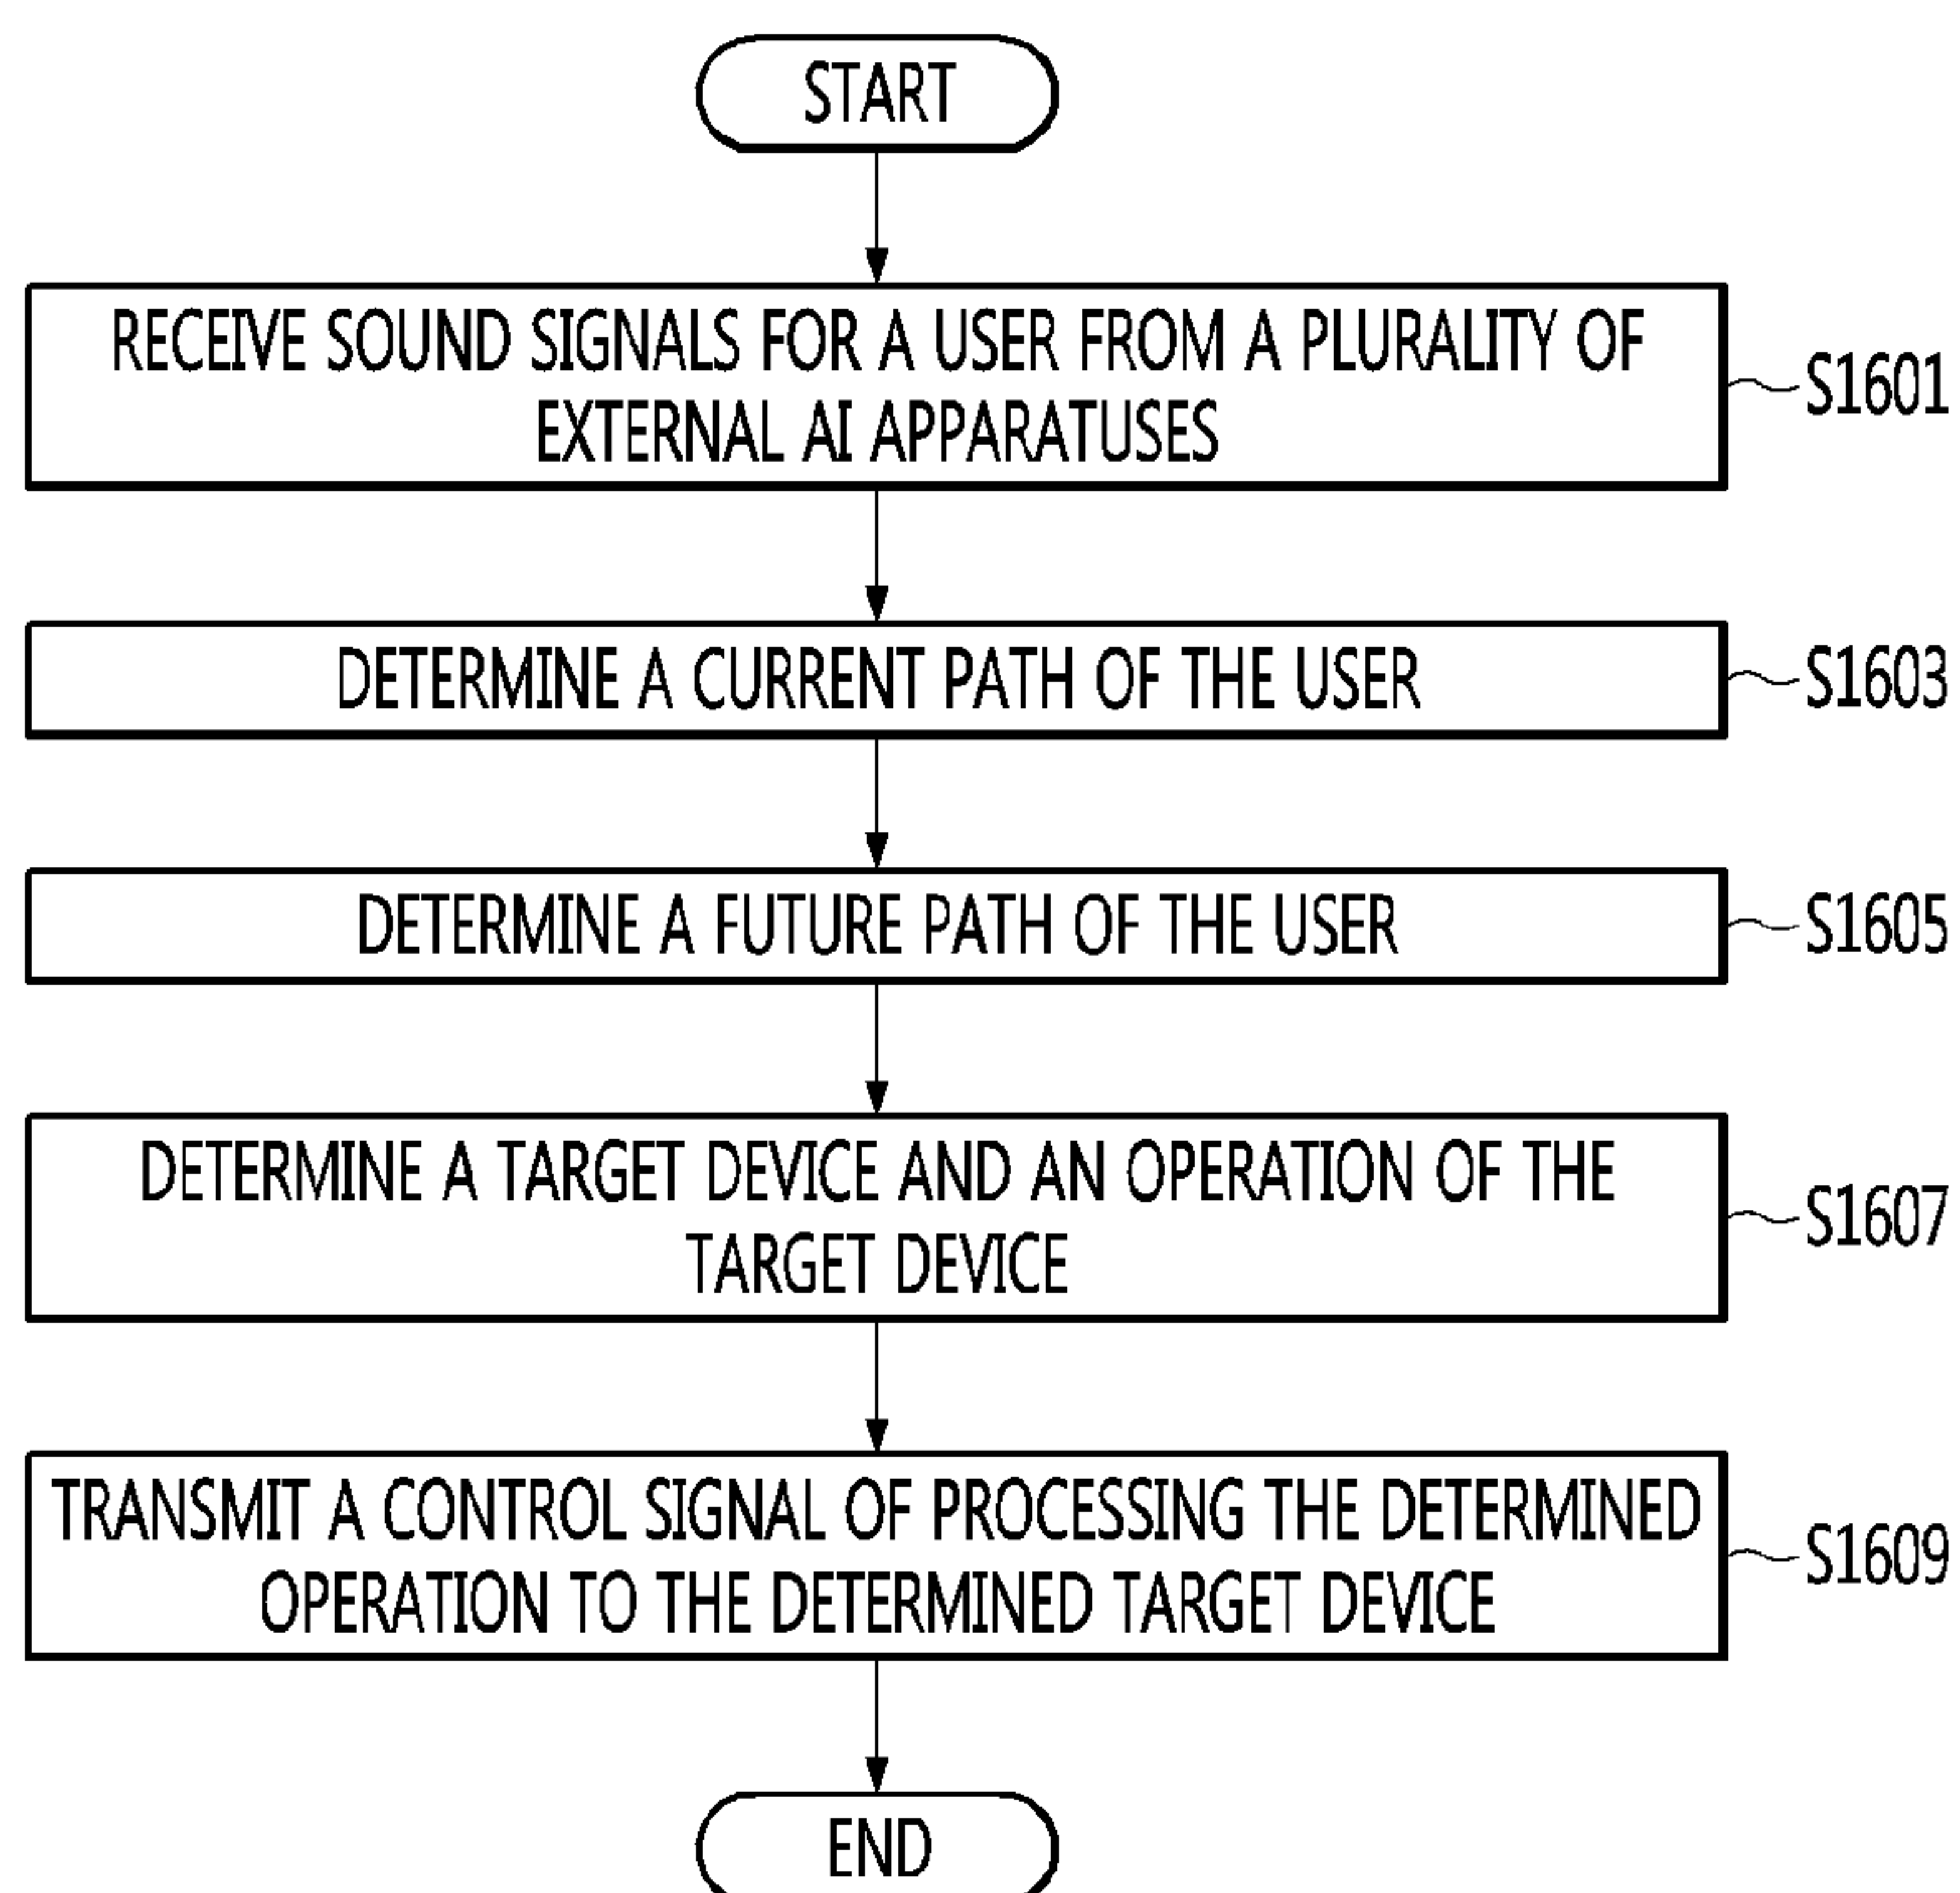 START
RECEIVE SOUND SIGNALS FOR A USER FROM A PLURALITY OF
EXTERNAL AI APPARATUSES
S1601
DETERMINE A CURRENT PATH OF THE USER
S1603
DETERMINE A FUTURE PATH OF THE USER
S1605
DETERMINE A TARGET DEVICE AND AN OPERATION OF THE
TARGET DEVICE
S1607
TRANSMIT A CONTROL SIGNAL OF PROCESSING THE DETERMINED
OPERATION TO THE DETERMINED TARGET DEVICE
S1609
END